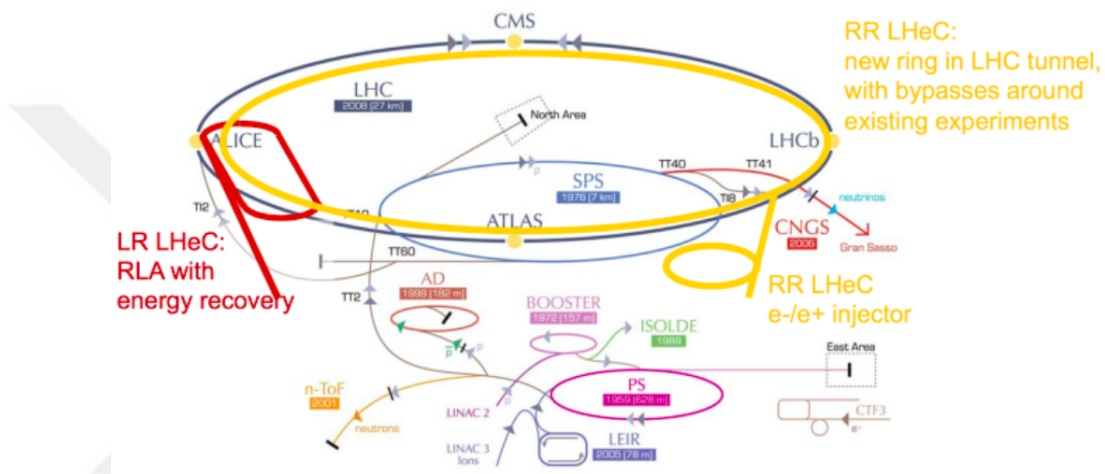 CMS
RR LHeC:
new ring in LHC tunnel,
with bypasses around
existing experiments
LHC
2008 (27 km)
North Area
ALICE
LHCb
TT40
TT41
SPS
1976 (7 km)
TI8
TI2
neutrinos
ATLAS
CNGS
2006
Gran Sasso
LR LHeC:
RLA with
energy recovery
TT60
AD
1999 (182 m)
TT2
BOOSTER
1972 (157 m)
RR LHeC
e-/e+ injector
ISOLDE
1989
East Area
p
p
n-ToF
2001
PS
1959 (628 m)
LINAC 2
neutrons
CTF3
e-
LINAC 3
Ions
LEIR
2005 (78 m)